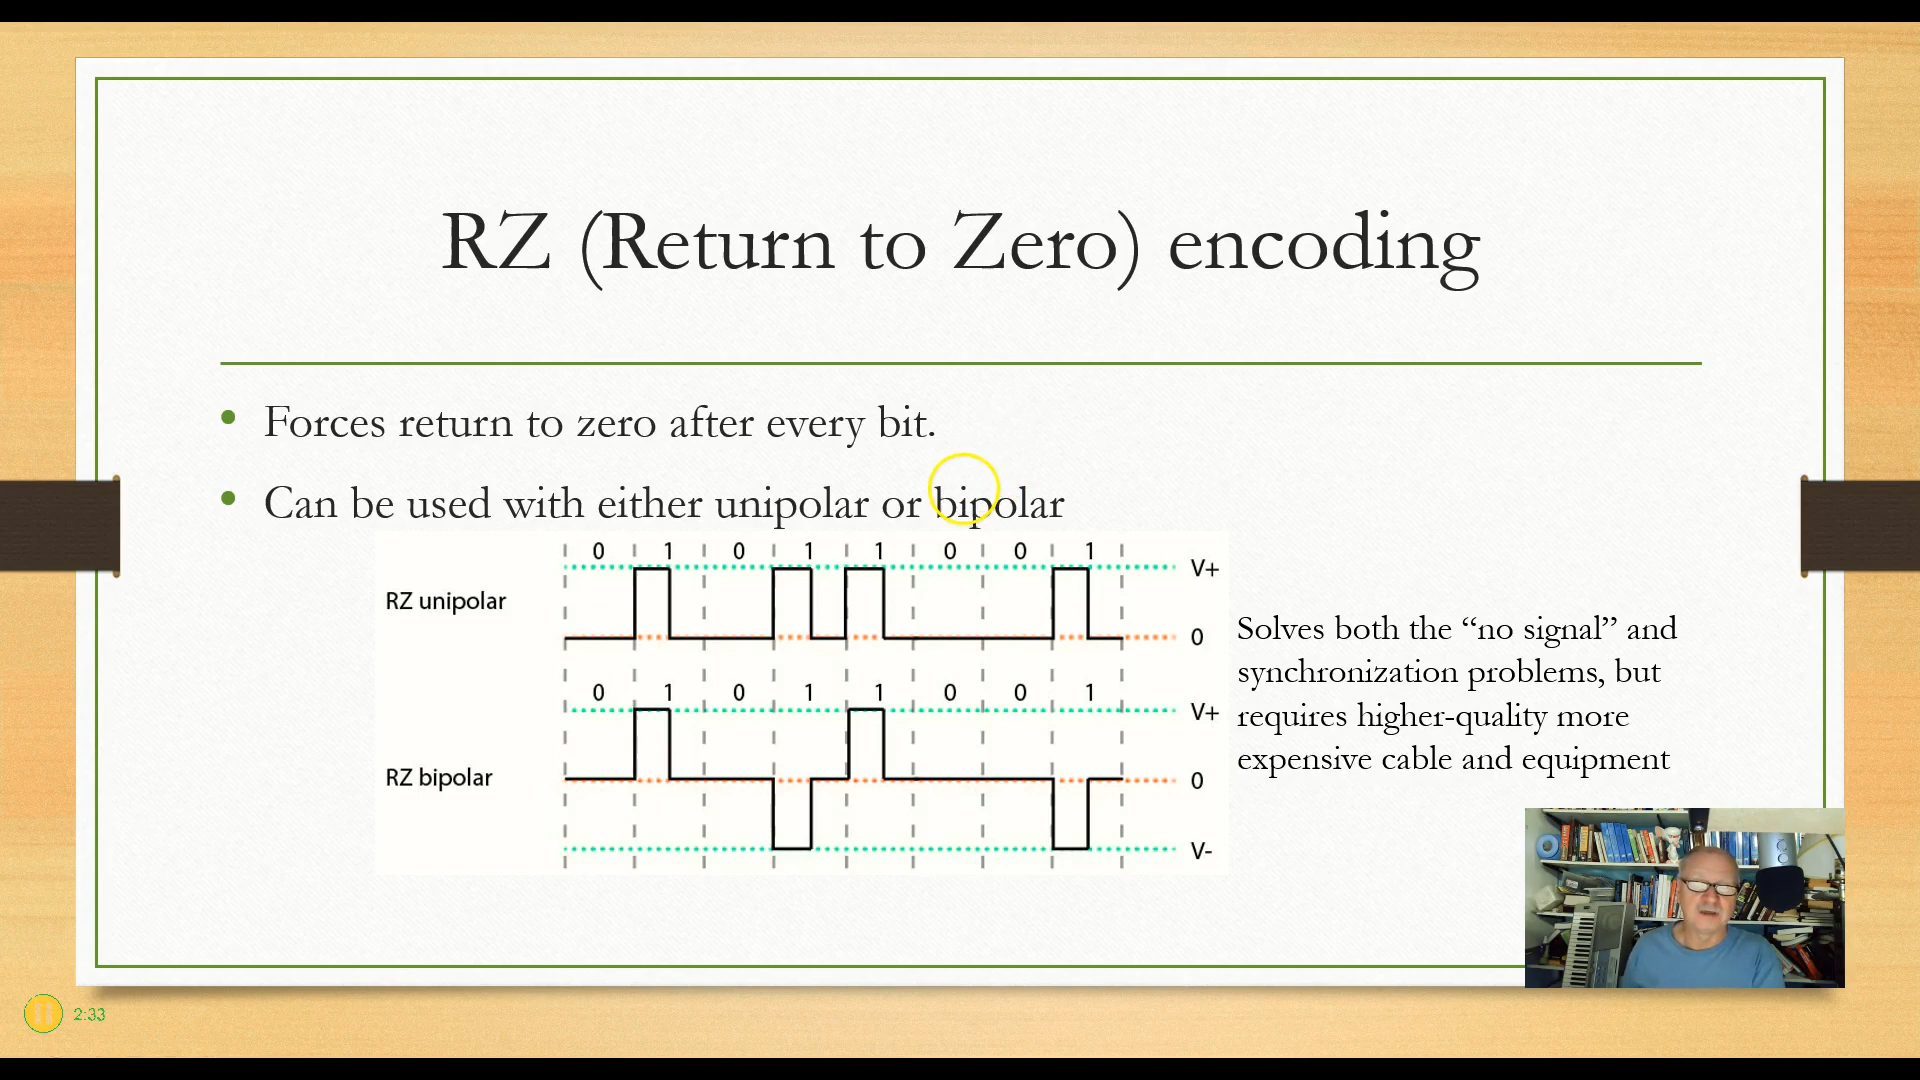 RZ (Return to Zero) encoding
• Forces return to zero after every bit.
• Can be used with either unipolar or bipolar
0 1 0 1 1 0 0 1
V+
RZ unipolar
0
0 1 0 1 1 0 0 1
V+
RZ bipolar
0
V-
Solves both the “no signal” and
synchronization problems, but
requires higher-quality more
expensive cable and equipment
2:33